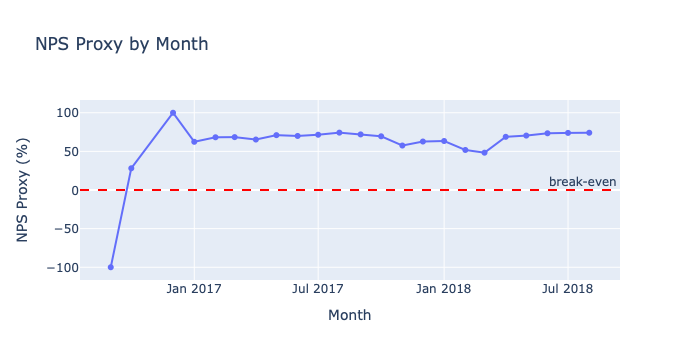 NPS Proxy by Month
NPS Proxy (%)
100
50
0
−50
−100
break-even
Jan 2017
Jul 2017
Jan 2018
Jul 2018
Month